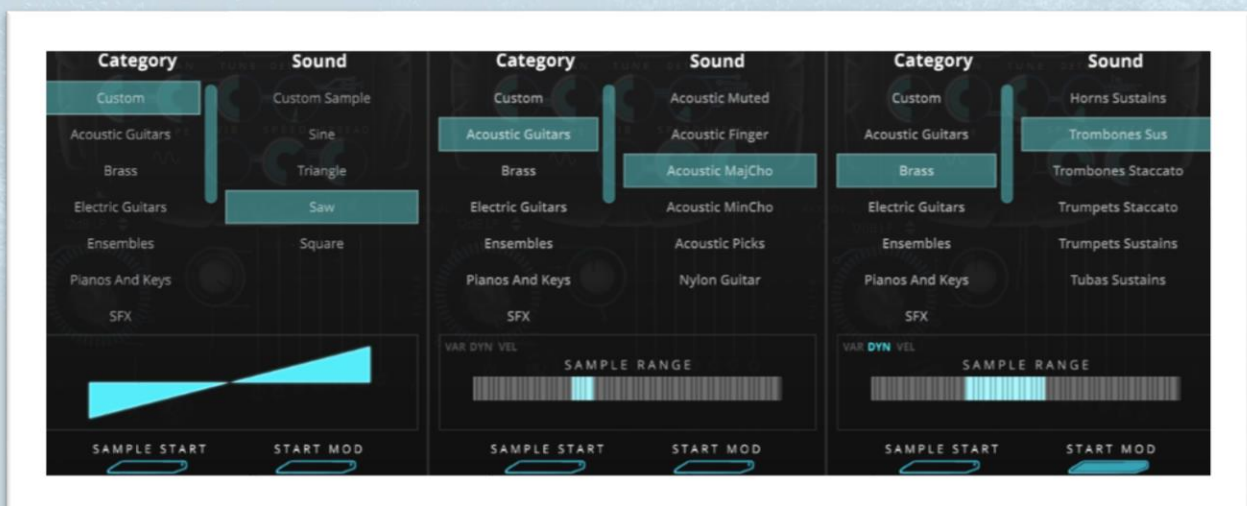 Category
Sound
Custom
Custom Sample
Acoustic Guitars
Sine
Brass
Triangle
Electric Guitars
Saw
Ensembles
Square
Pianos And Keys
SFX
SAMPLE START
START MOD
Category
Sound
Custom
Acoustic Muted
Acoustic Guitars
Acoustic Finger
Brass
Acoustic MajCho
Electric Guitars
Acoustic MinCho
Ensembles
Acoustic Picks
Pianos And Keys
Nylon Guitar
SFX
VAR DYN VEL
SAMPLE RANGE
SAMPLE START
START MOD
Category
Sound
Custom
Horns Sustains
Acoustic Guitars
Trombones Sus
Brass
Trombones Staccato
Electric Guitars
Trumpets Staccato
Ensembles
Trumpets Sustains
Pianos And Keys
Tubas Sustains
SFX
VAR DYN VEL
SAMPLE RANGE
SAMPLE START
START MOD